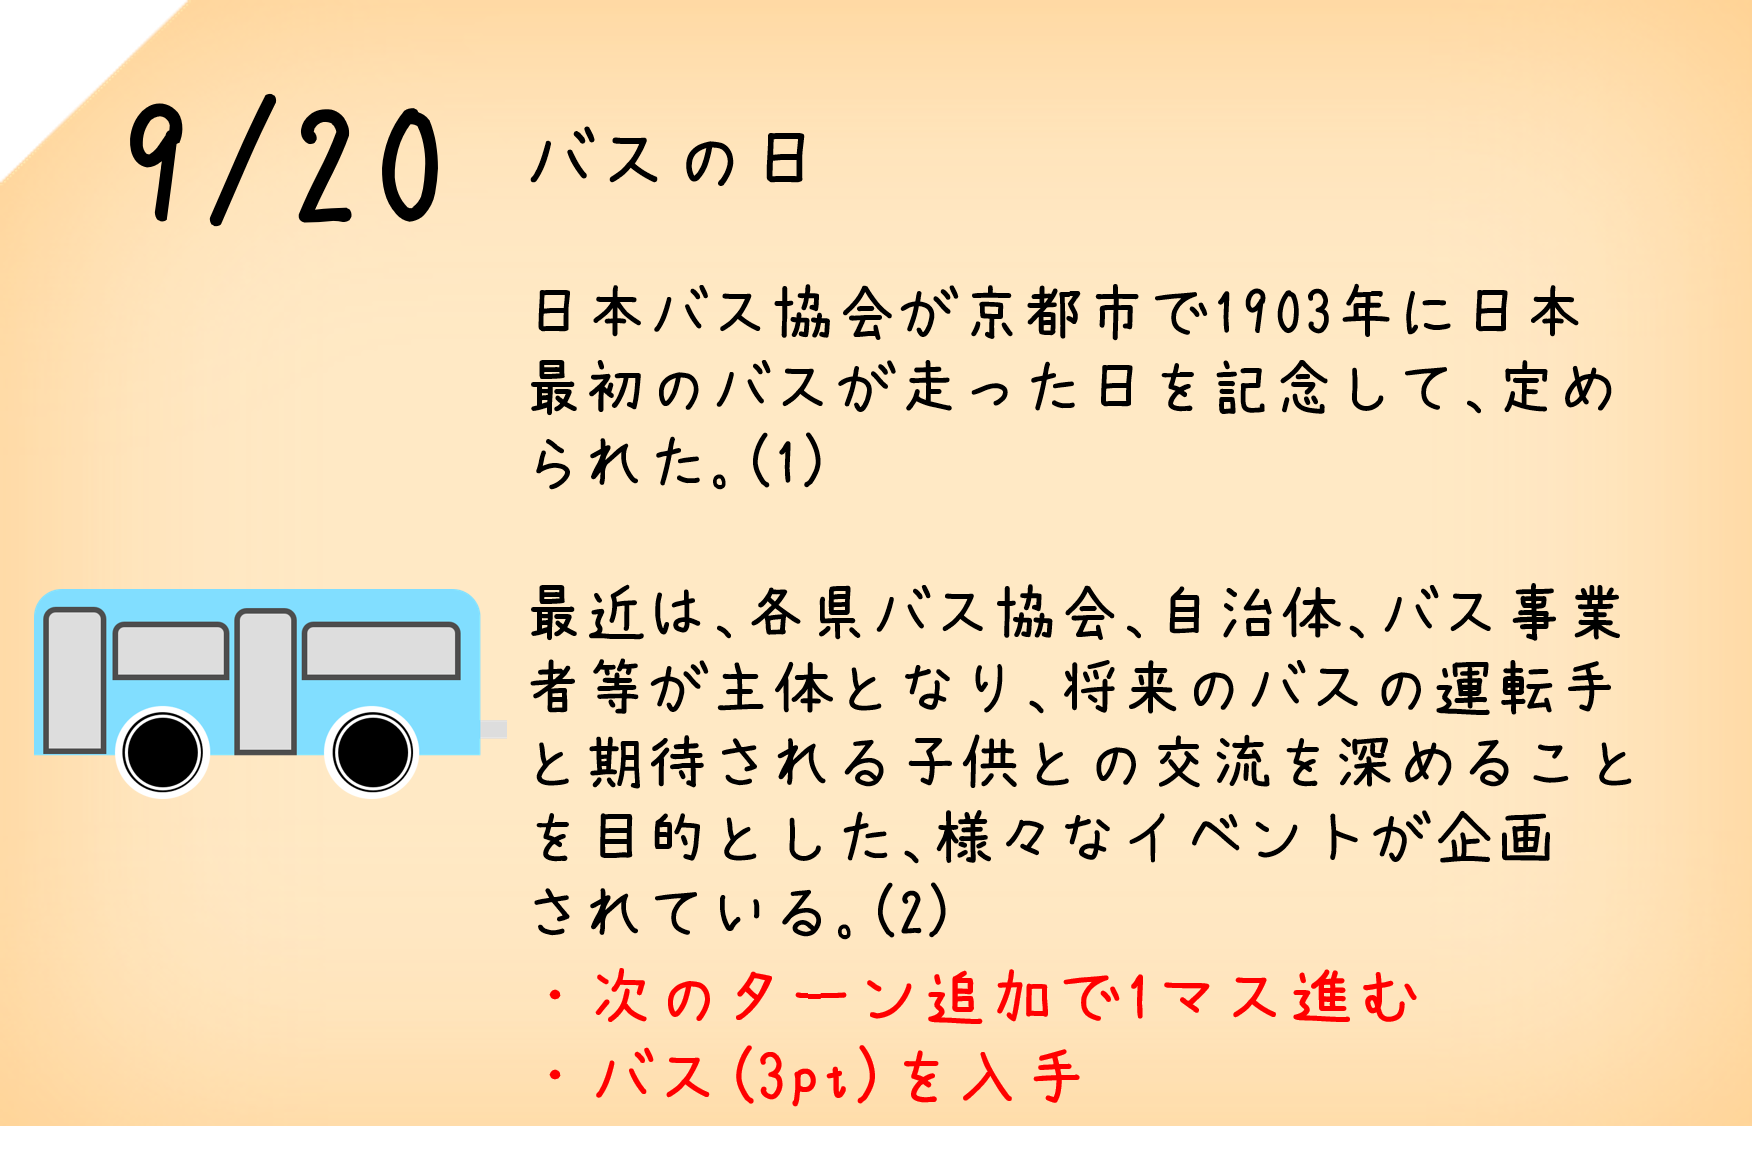 9/20 バスの日
日本バス協会が京都市で1903年に日本
最初のバスが走った日を記念して、定め
られた。(1)
最近は、各県バス協会、自治体、バス事業
者等が主体となり、将来のバスの運転手
と期待される子供との交流を深めること
を目的とした、様々なイベントが企画
されている。(2)
・次のターン追加で1マス進む
・バス(3pt)を入手